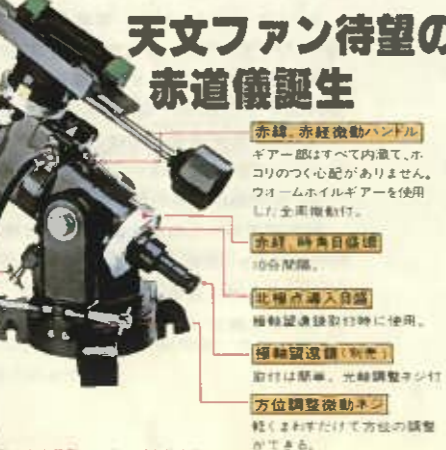 天文ファン待望の
赤道儀誕生
赤緯、赤経微動ハンドル
ギアー部はすべて内蔵で、ホ
コリのつく心配がありません。
ウオームホイルギアーを使用
した全周微動付。
赤経、時角目盛環
10分間隔。
北極点導入目盛
極軸望遠鏡取付時に使用。
極軸望遠鏡(別売)
取付は簡単。光軸調整ネジ付
方位調整微動ネジ
軽くまわすだけで方位の調整
ができる。